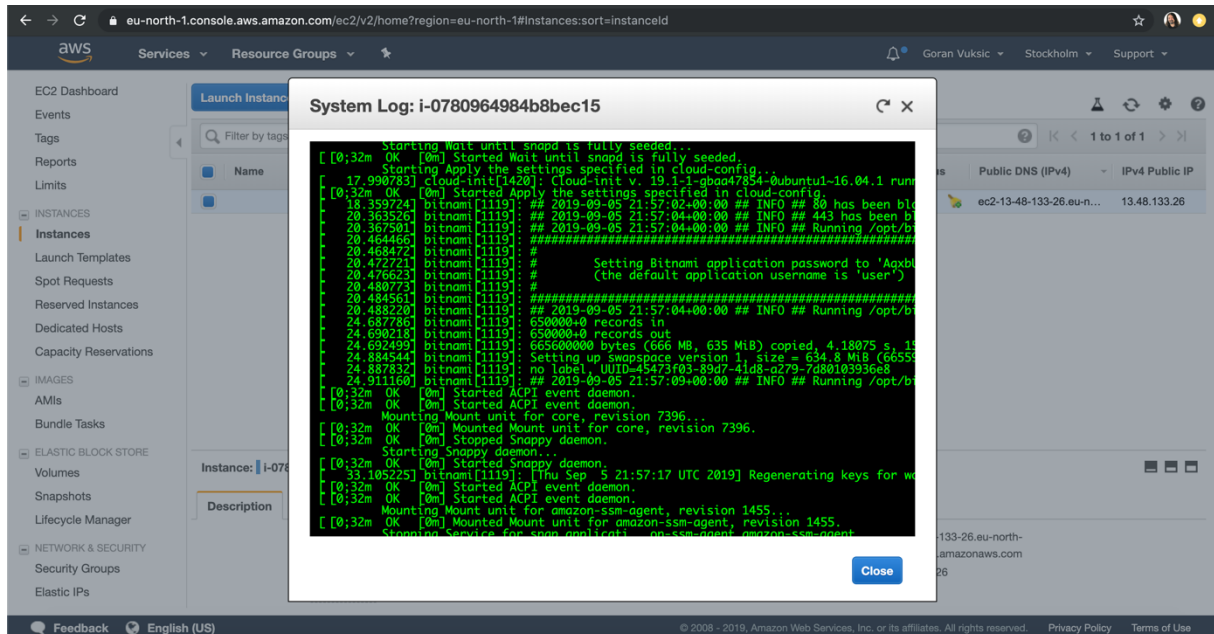 eu-north-1.console.aws.amazon.com/ec2/v2/home?region=eu-north-1#Instances:sort=instanceId
aws Services Resource Groups Goran Vuksic Stockholm Support
EC2 Dashboard
Events
Tags
Reports
Limits
INSTANCES
Instances
Launch Templates
Spot Requests
Reserved Instances
Dedicated Hosts
Capacity Reservations
IMAGES
AMIs
Bundle Tasks
ELASTIC BLOCK STORE
Volumes
Snapshots
Lifecycle Manager
NETWORK & SECURITY
Security Groups
Elastic IPs
Launch Instanc
Filter by tags
1 to 1 of 1
Name
Public DNS (IPv4) IPv4 Public IP
ec2-13-48-133-26.eu-n... 13.48.133.26
Instance: i-078
Description
-133-26.eu-north-
.amazonaws.com
26
System Log: i-0780964984b8bec15
Starting Wait until snapd is fully seeded...
[ [0;32m OK [0m] Started Wait until snapd is fully seeded.
Starting Apply the settings specified in cloud-config...
[ 17.990783] cloud-init[1420]: Cloud-init v. 19.1-1-gbaa47854-0ubuntu1~16.04.1 runn
[ [0;32m OK [0m] Started Apply the settings specified in cloud-config.
[ 18.359724] bitnami[1119]: ## 2019-09-05 21:57:02+00:00 ## INFO ## 80 has been blo
[ 20.363526] bitnami[1119]: ## 2019-09-05 21:57:04+00:00 ## INFO ## 443 has been b
[ 20.367501] bitnami[1119]: ## 2019-09-05 21:57:04+00:00 ## INFO ## Running /opt/bi
[ 20.464466] bitnami[1119]: ######################################################
[ 20.468472] bitnami[1119]: #
[ 20.472721] bitnami[1119]: # Setting Bitnami application password to 'AqxbU
[ 20.476623] bitnami[1119]: # (the default application username is 'user')
[ 20.480773] bitnami[1119]: #
[ 20.484561] bitnami[1119]: ######################################################
[ 20.488220] bitnami[1119]: ## 2019-09-05 21:57:04+00:00 ## INFO ## Running /opt/bi
[ 24.687786] bitnami[1119]: 650000+0 records in
[ 24.690218] bitnami[1119]: 650000+0 records out
[ 24.692499] bitnami[1119]: 665600000 bytes (666 MB, 635 MiB) copied, 4.18075 s, 15
[ 24.884544] bitnami[1119]: Setting up swapspace version 1, size = 634.8 MiB (66559
[ 24.887832] bitnami[1119]: no label, UUID=45473f03-89d7-41d8-a279-7d80103936e8
[ 24.911160] bitnami[1119]: ## 2019-09-05 21:57:09+00:00 ## INFO ## Running /opt/bi
[ [0;32m OK [0m] Started ACPI event daemon.
[ [0;32m OK [0m] Started ACPI event daemon.
Mounting Mount unit for core, revision 7396...
[ [0;32m OK [0m] Mounted Mount unit for core, revision 7396.
[ [0;32m OK [0m] Stopped Snappy daemon.
Starting Snappy daemon...
[ [0;32m OK [0m] Started Snappy daemon.
[ 33.105225] bitnami[1119]: [Thu Sep 5 21:57:17 UTC 2019] Regenerating keys for wo
[ [0;32m OK [0m] Started ACPI event daemon.
[ [0;32m OK [0m] Started ACPI event daemon.
Mounting Mount unit for amazon-ssm-agent, revision 1455...
[ [0;32m OK [0m] Mounted Mount unit for amazon-ssm-agent, revision 1455.
Stopping Service for snap applicati...on-ssm-agent.amazon-ssm-agent
Close
Feedback English (US) © 2008 - 2019, Amazon Web Services, Inc. or its affiliates. All rights reserved. Privacy Policy Terms of Use